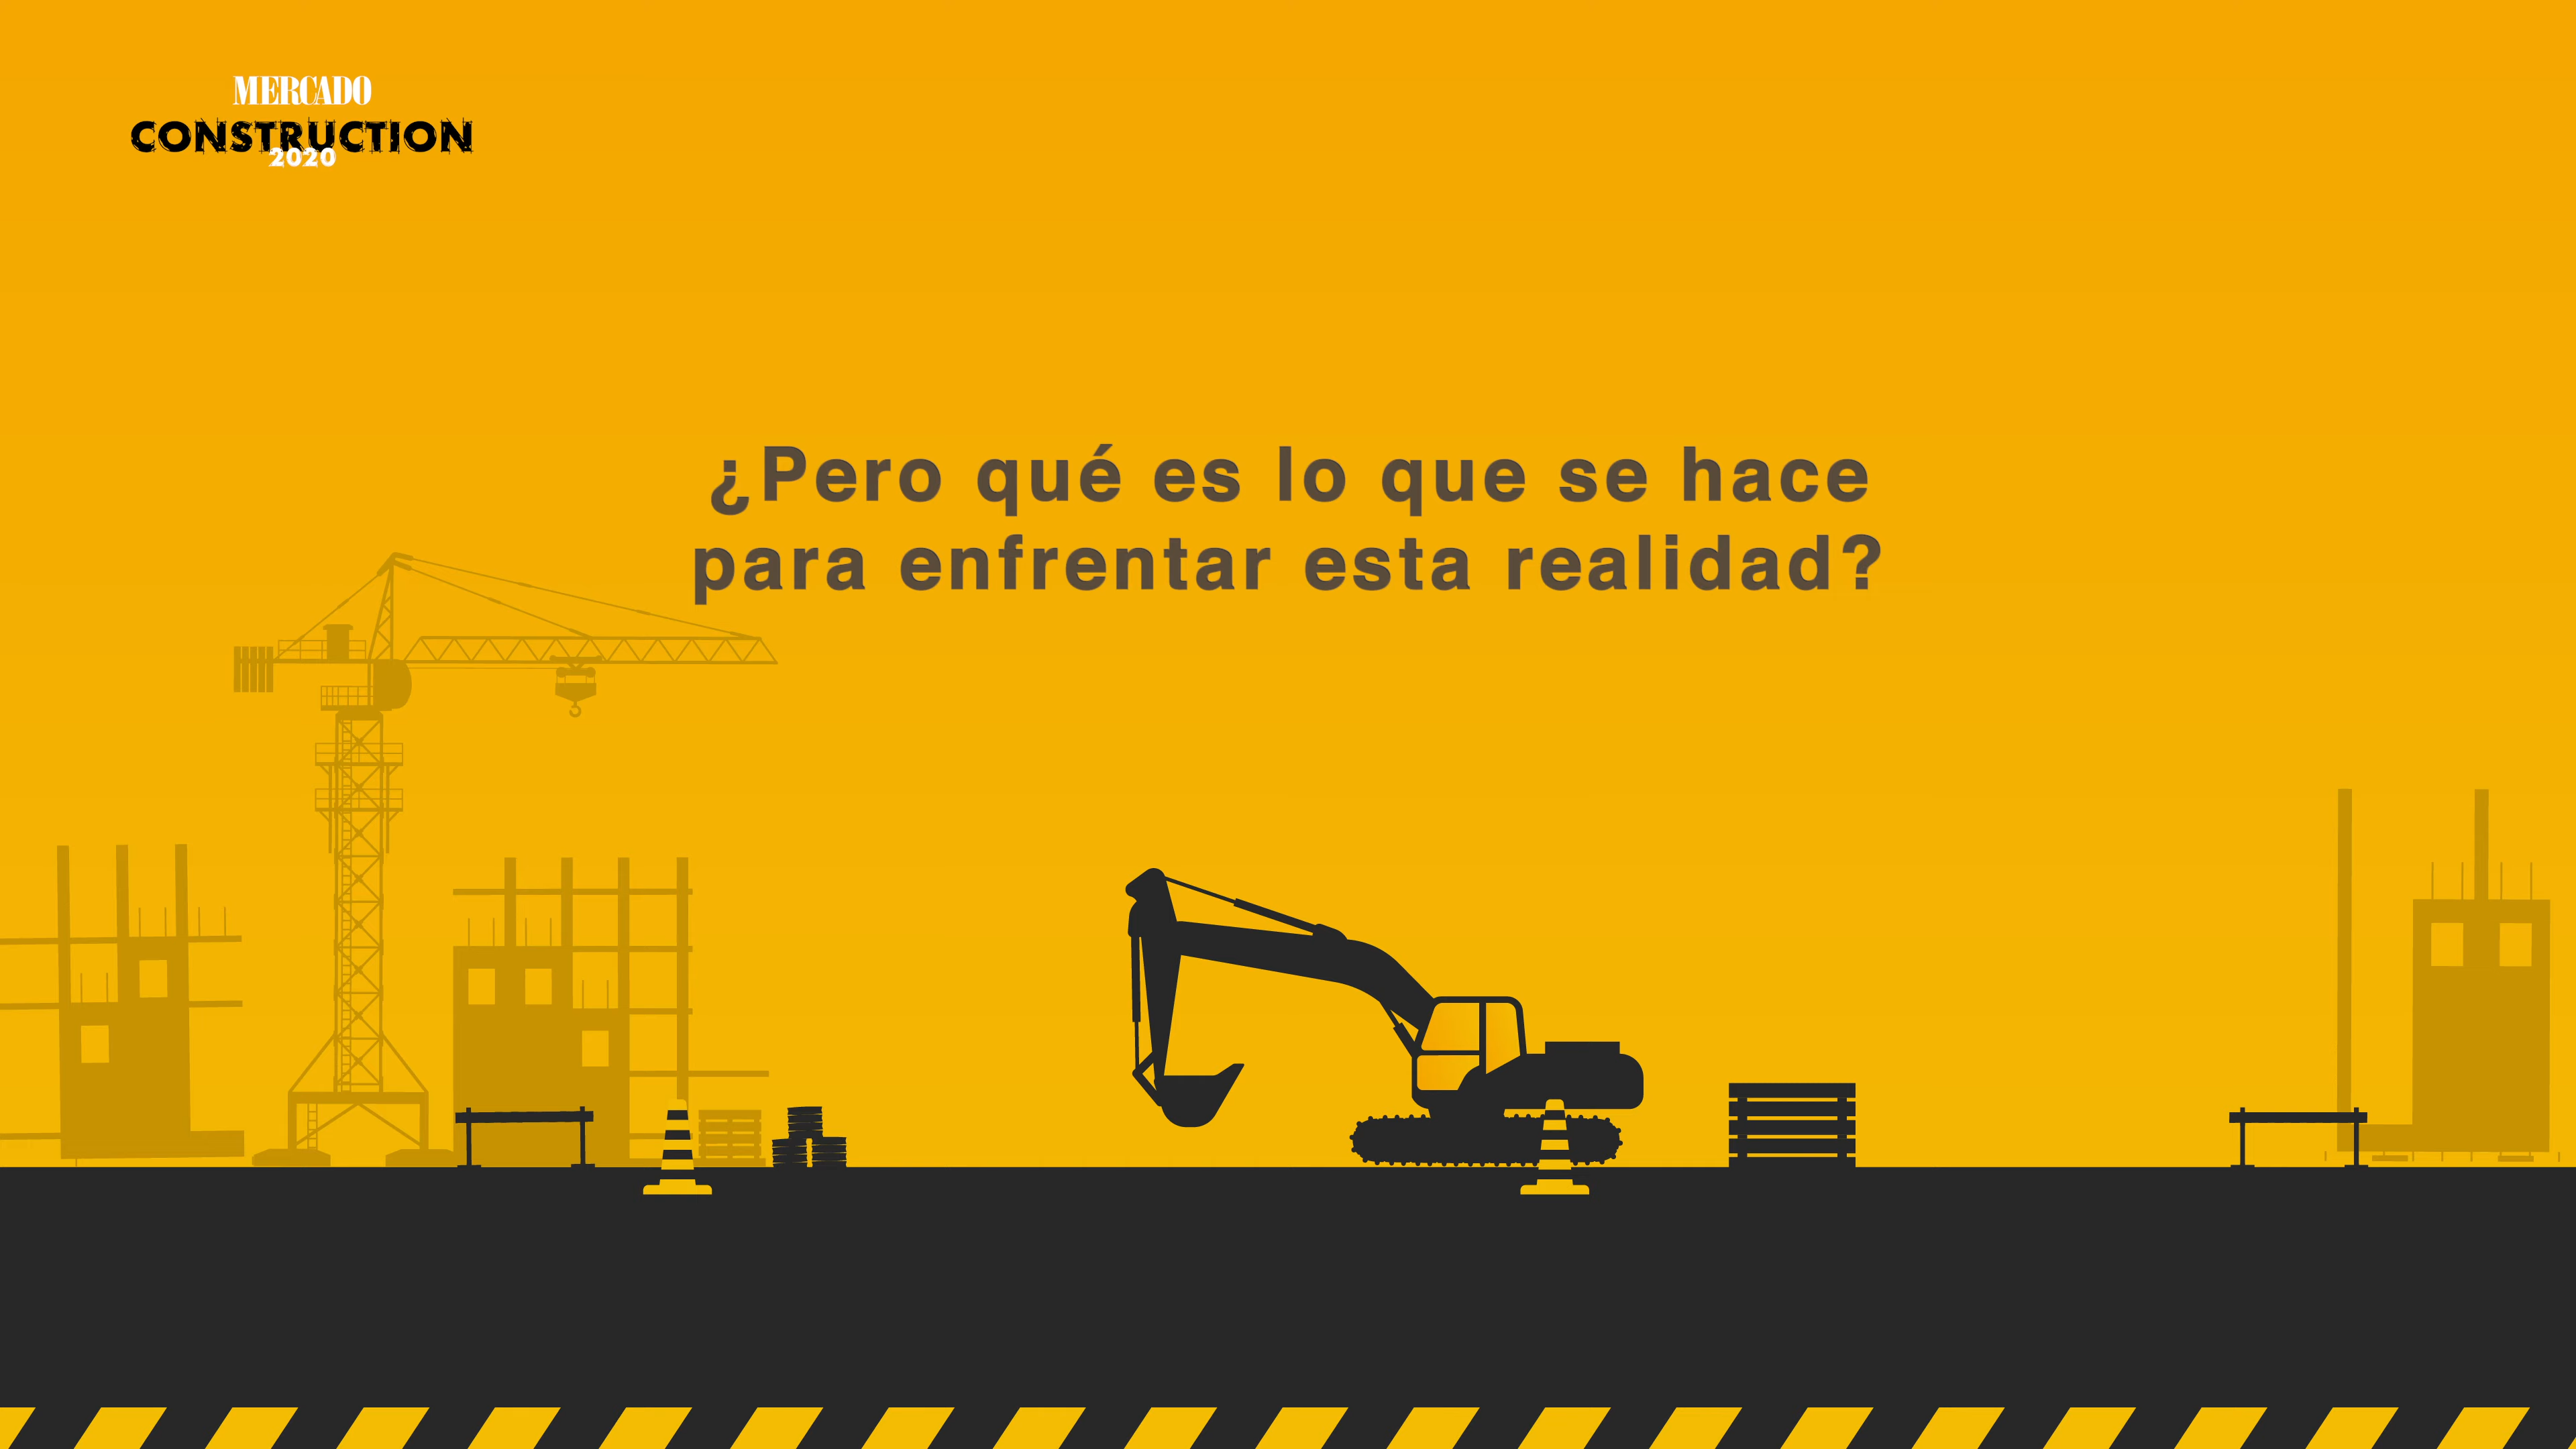 MERCADO
CONSTRUCTION
2020
¿Pero qué es lo que se hace
para enfrentar esta realidad?